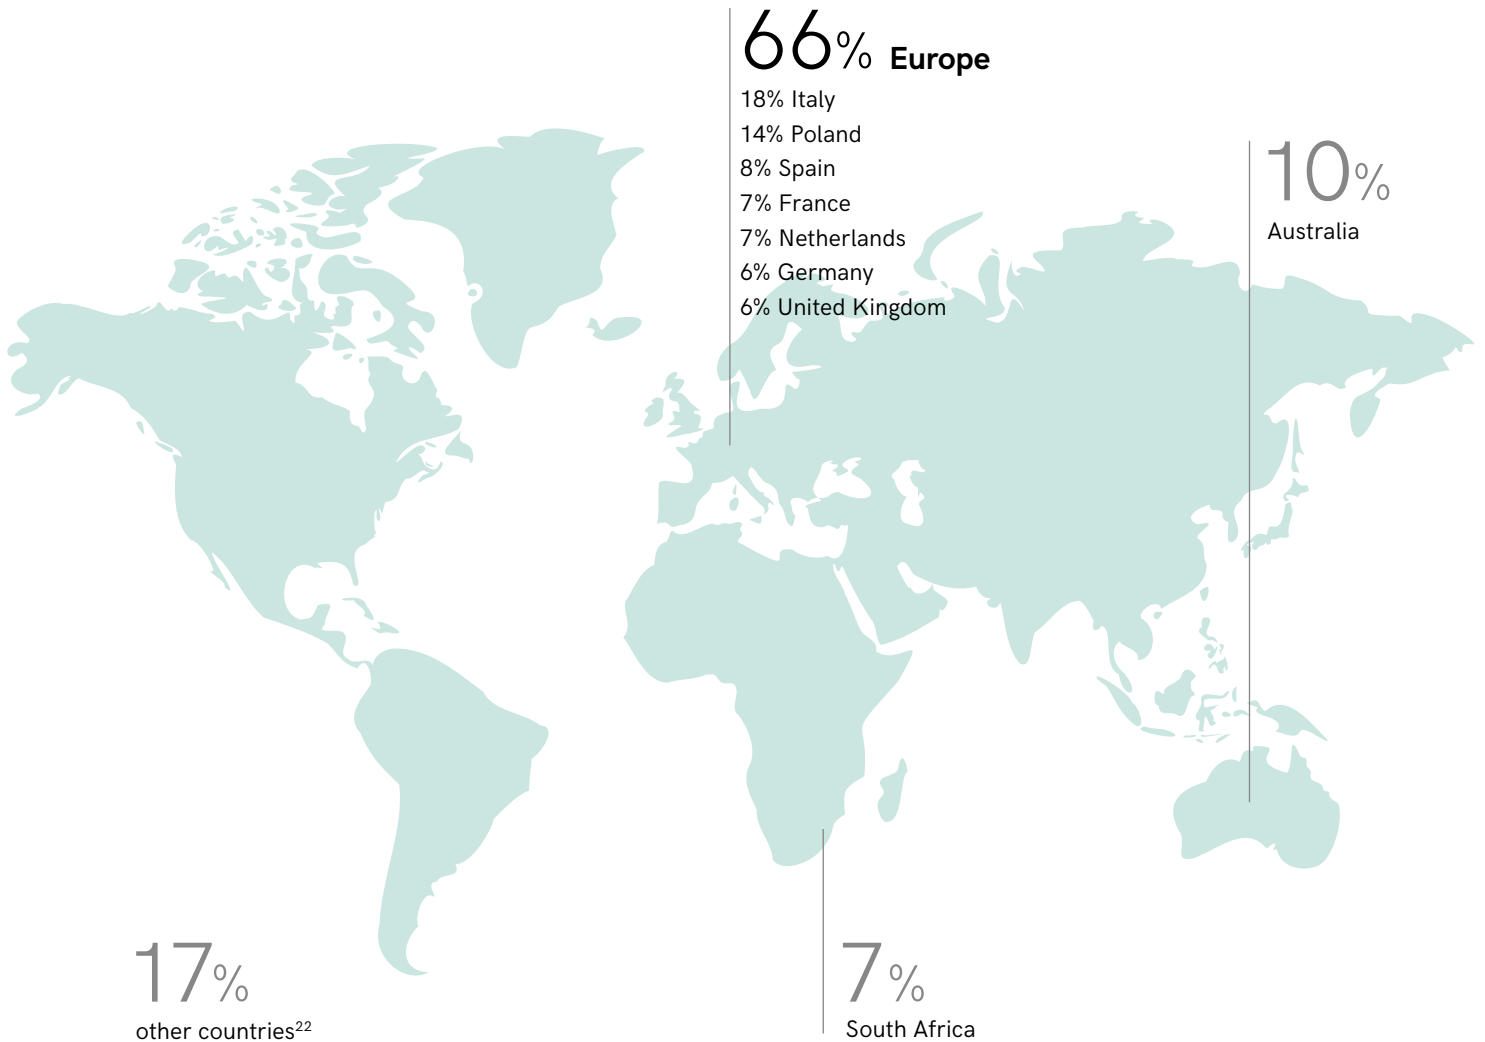 66% Europe
18% Italy
14% Poland
8% Spain
7% France
7% Netherlands
6% Germany
6% United Kingdom
10%
Australia
17%
other countries²²
7%
South Africa